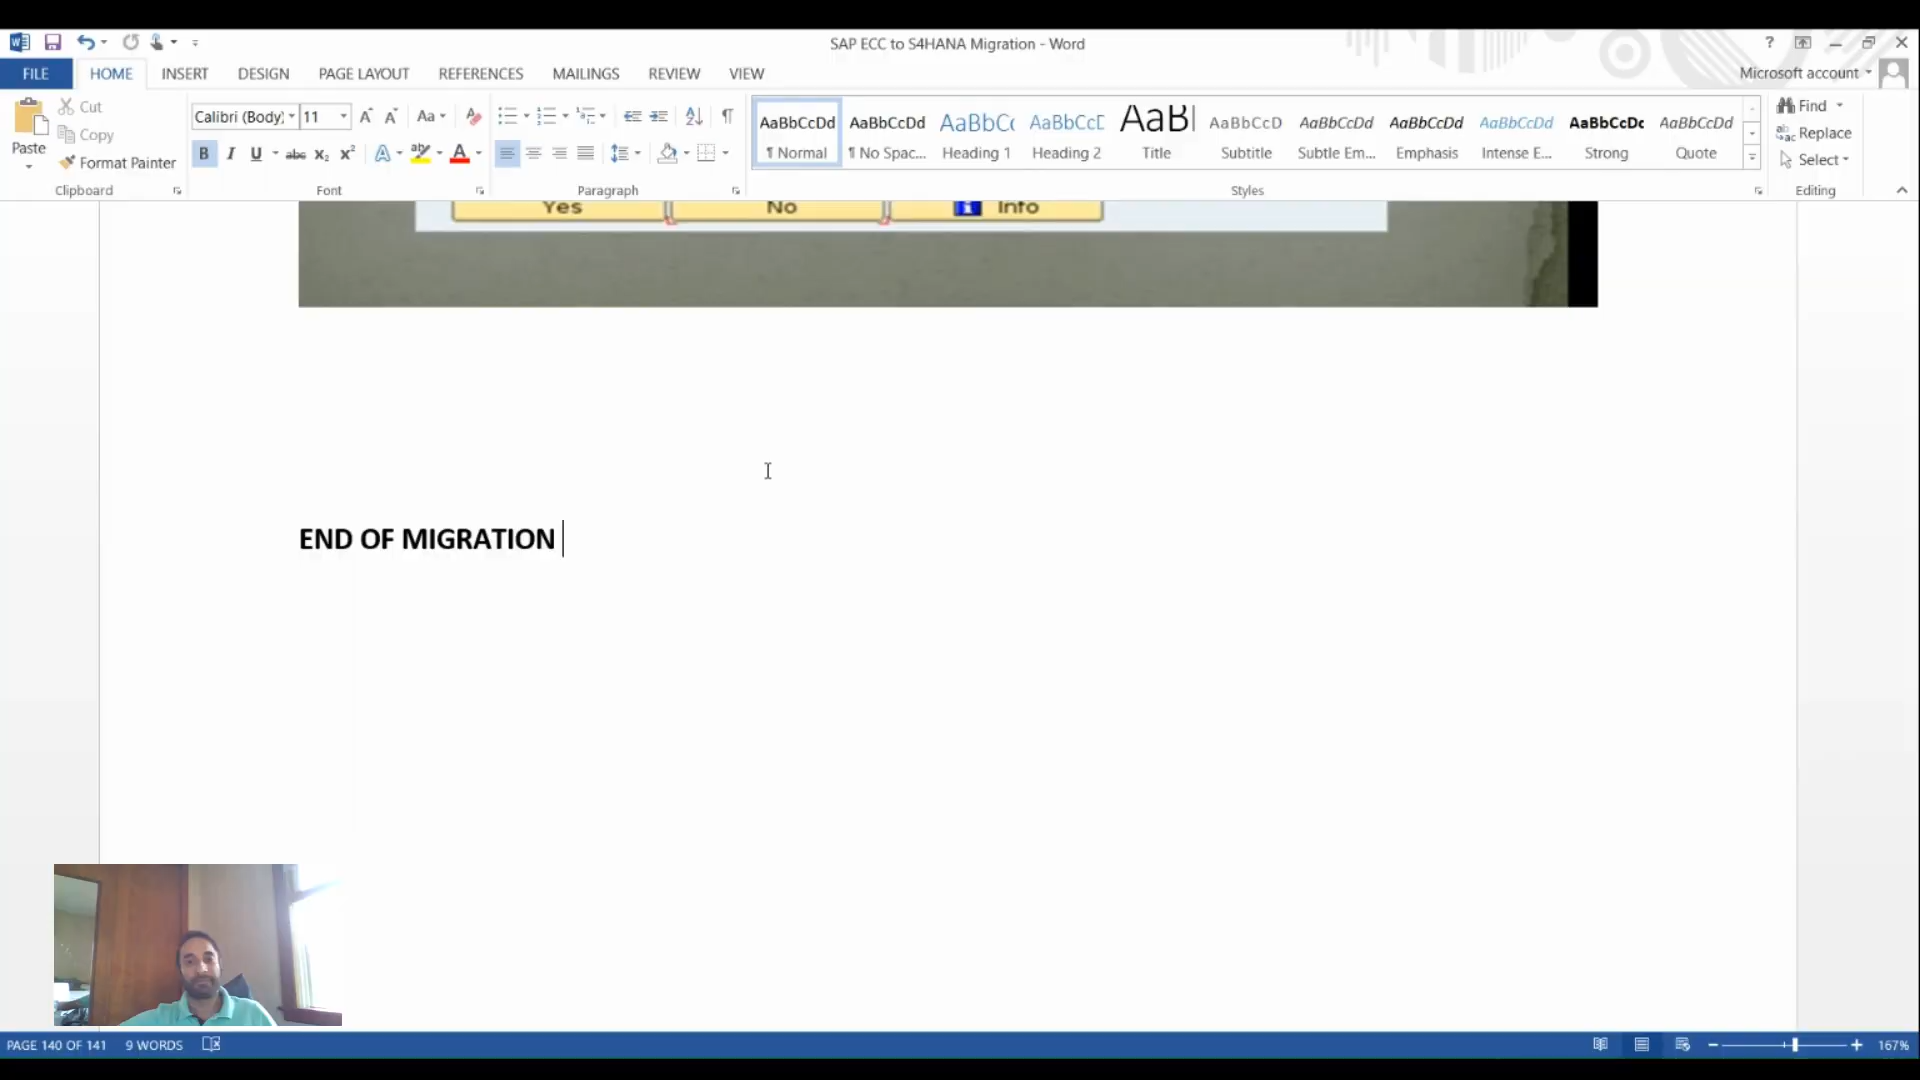 SAP ECC to S4HANA Migration - Word
?
FILE HOME INSERT DESIGN PAGE LAYOUT REFERENCES MAILINGS REVIEW VIEW Microsoft account
Paste
Cut
Copy
Format Painter
Clipboard
Calibri (Body) 11
Font
Paragraph
AaBbCcDd AaBbCcDd AaBbC AaBbCc AaB AaBbCcD AaBbCcDd AaBbCcDd AaBbCcDd AaBbCcDc AaBbCcDd
¶ Normal ¶ No Spac... Heading 1 Heading 2 Title Subtitle Subtle Em... Emphasis Intense E... Strong Quote
Styles
Find
Replace
Select
Editing
Yes No i Info
END OF MIGRATION
PAGE 140 OF 141 9 WORDS 167%